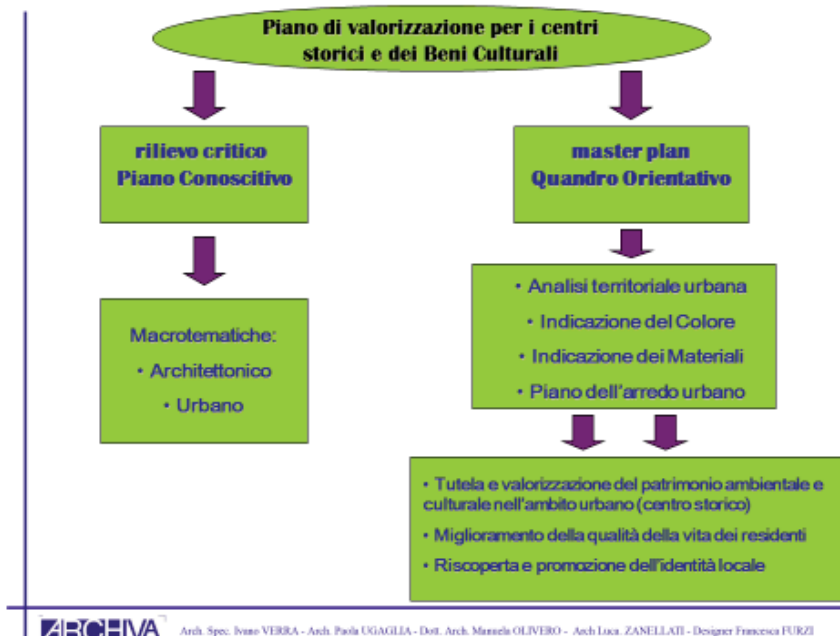 Piano di valorizzazione per i centri
storici e dei Beni Culturali
rilievo critico
Piano Conoscitivo
master plan
Quandro Orientativo
Macrotematiche:
• Architettonico
• Urbano
• Analisi territoriale urbana
• Indicazione del Colore
• Indicazione dei Materiali
• Piano dell'arredo urbano
• Tutela e valorizzazione del patrimonio ambientale e
culturale nell'ambito urbano (centro storico)
• Miglioramento della qualità della vita dei residenti
• Riscoperta e promozione dell'identità locale
ARCHIVA
Arch. Spec. Ivano VERRA - Arch. Paola UGAGLIA - Dott. Arch. Manuela OLIVERO - Arch Luca. ZANELLATI - Designer Francesca FURZI